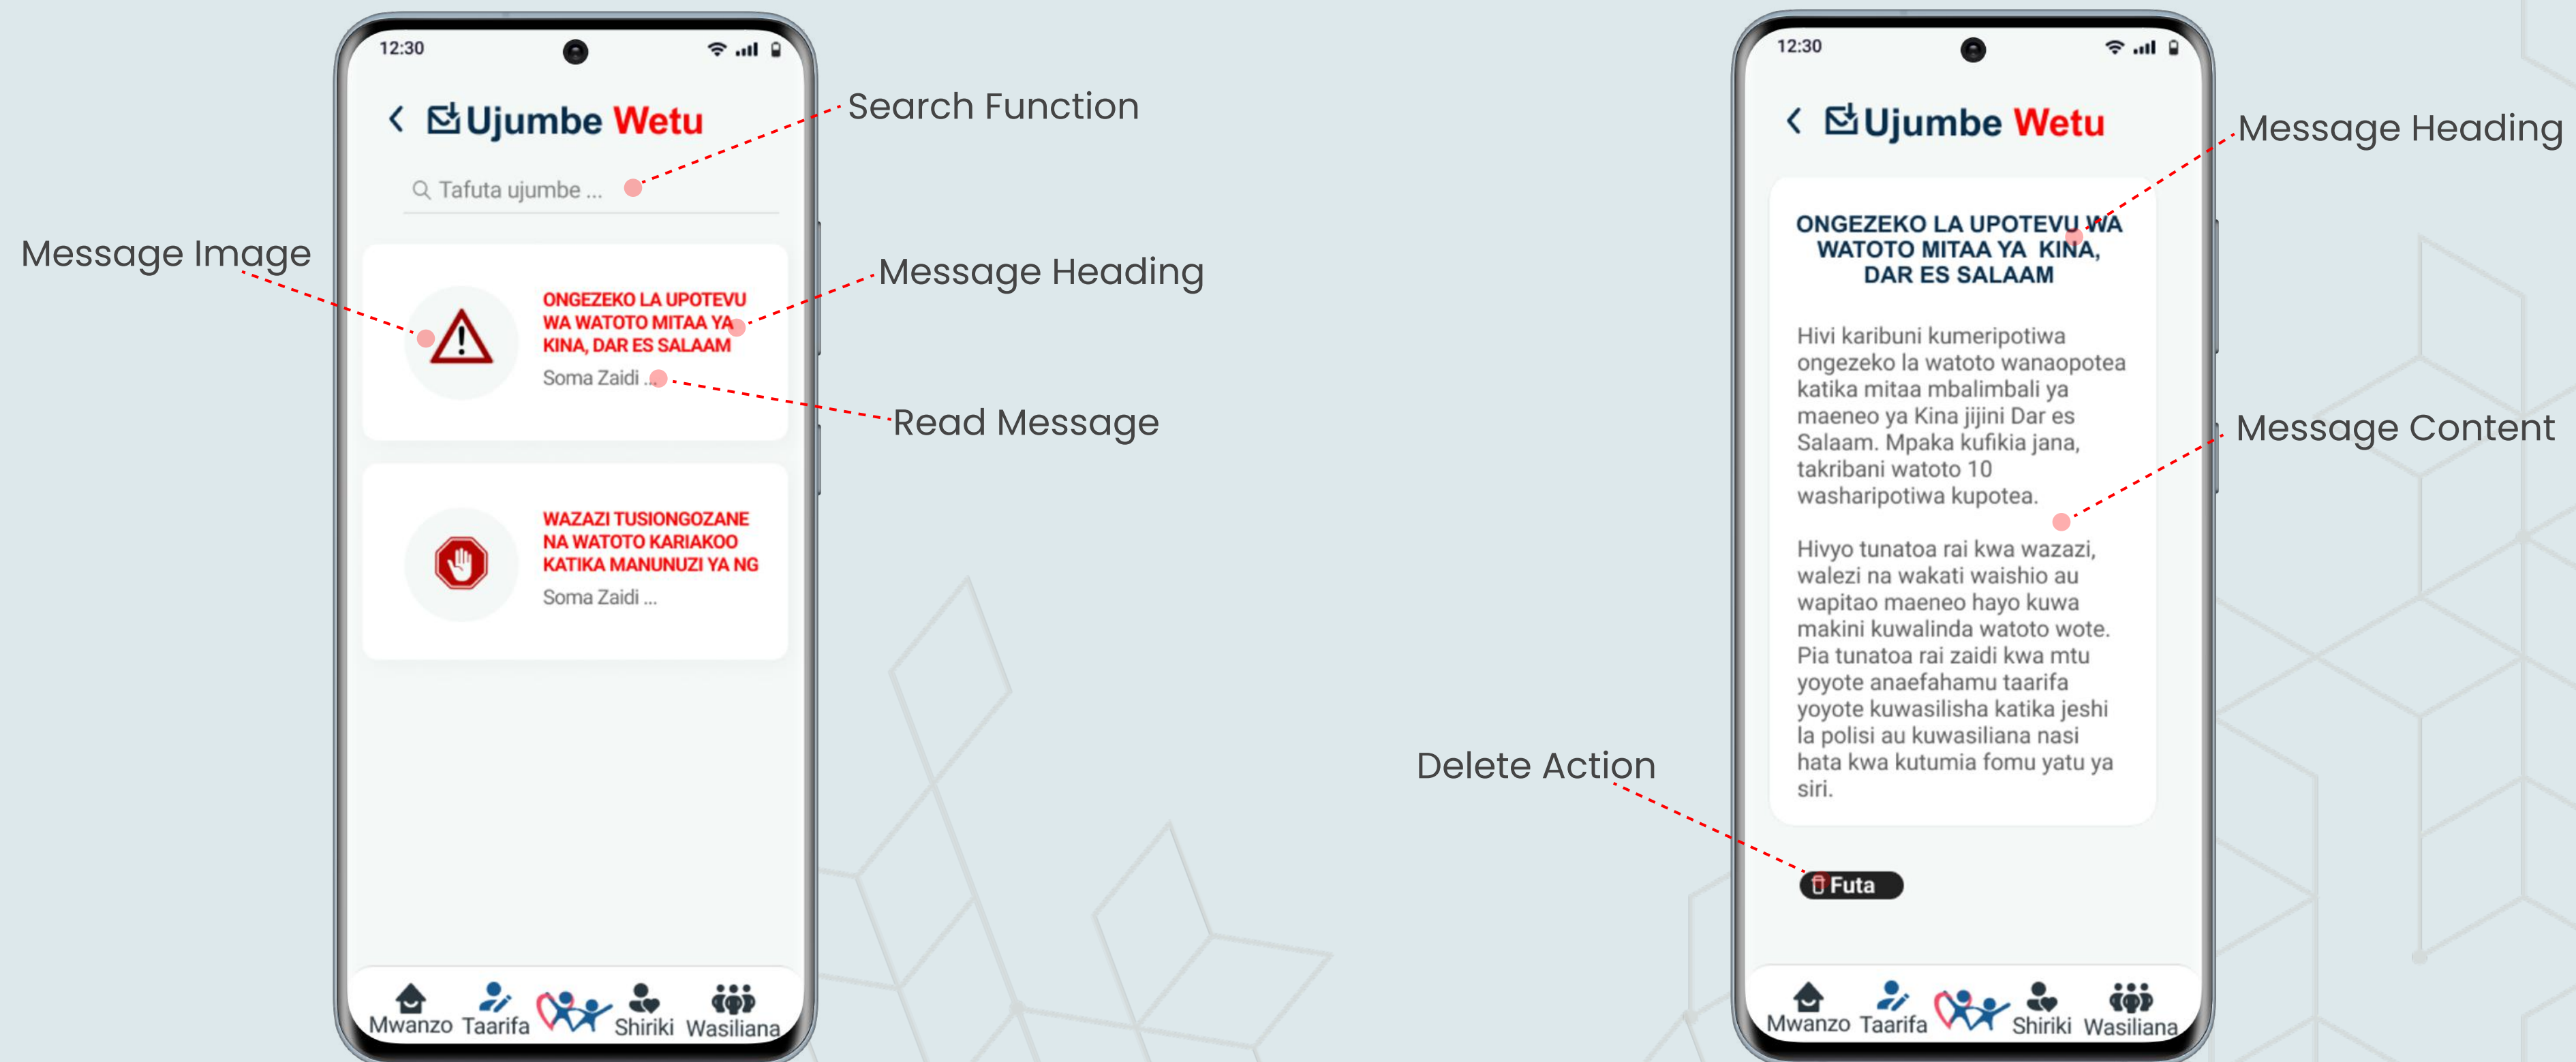 12:30
Ujumbe Wetu
Tafuta ujumbe ...
ONGEZEKO LA UPOTEVU
WA WATOTO MITAA YA
KINA, DAR ES SALAAM
Soma Zaidi ...
WAZAZI TUSIONGOZANE
NA WATOTO KARIAKOO
KATIKA MANUNUZI YA NG
Soma Zaidi ...
Mwanzo Taarifa Shiriki Wasiliana
Message Image
Search Function
Message Heading
Read Message
12:30
Ujumbe Wetu
ONGEZEKO LA UPOTEVU WA
WATOTO MITAA YA KINA,
DAR ES SALAAM
Hivi karibuni kumeripotiwa
ongezeko la watoto wanaopotea
katika mitaa mbalimbali ya
maeneo ya Kina jijini Dar es
Salaam. Mpaka kufikia jana,
takribani watoto 10
washaripotiwa kupotea.
Hivyo tunatoa rai kwa wazazi,
walezi na wakati waishio au
wapitao maeneo hayo kuwa
makini kuwalinda watoto wote.
Pia tunatoa rai zaidi kwa mtu
yoyote anaefahamu taarifa
yoyote kuwasilisha katika jeshi
la polisi au kuwasiliana nasi
hata kwa kutumia fomu yatu ya
siri.
Futa
Mwanzo Taarifa Shiriki Wasiliana
Message Heading
Message Content
Delete Action